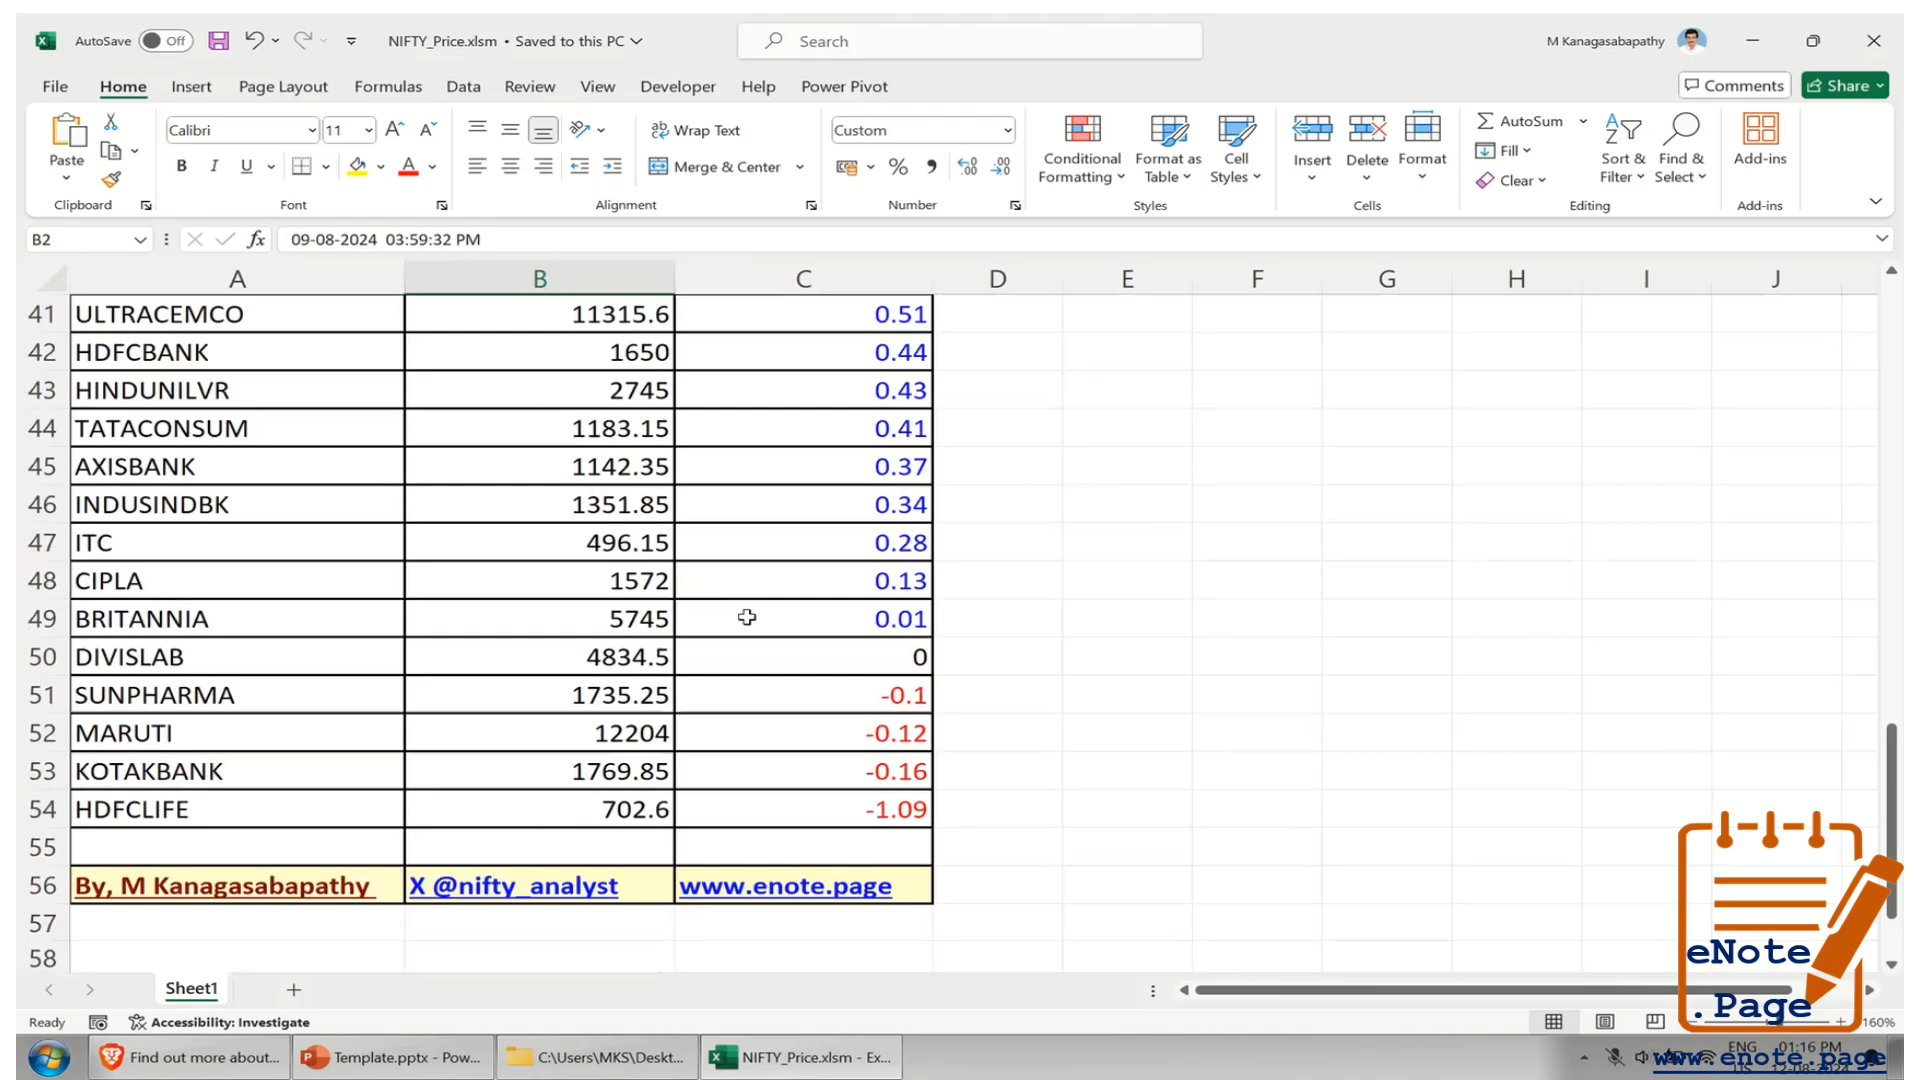 AutoSave Off NIFTY_Price.xlsm • Saved to this PC Search M Kanagasabapathy
File Home Insert Page Layout Formulas Data Review View Developer Help Power Pivot Comments Share
Paste Calibri 11 Wrap Text Custom Conditional Formatting Format as Table Cell Styles Insert Delete Format AutoSum Sort & Filter Find & Select Add-ins
B I U Merge & Center % Fill
Clear
Clipboard Font Alignment Number Styles Cells Editing Add-ins
B2 fx 09-08-2024 03:59:32 PM
A B C D E F G H I J
41 ULTRACEMCO 11315.6 0.51
42 HDFCBANK 1650 0.44
43 HINDUNILVR 2745 0.43
44 TATACONSUM 1183.15 0.41
45 AXISBANK 1142.35 0.37
46 INDUSINDBK 1351.85 0.34
47 ITC 496.15 0.28
48 CIPLA 1572 0.13
49 BRITANNIA 5745 0.01
50 DIVISLAB 4834.5 0
51 SUNPHARMA 1735.25 -0.1
52 MARUTI 12204 -0.12
53 KOTAKBANK 1769.85 -0.16
54 HDFCLIFE 702.6 -1.09
55
56 By, M Kanagasabapathy X @nifty_analyst www.enote.page
57
58
eNote
.Page
Sheet1
Ready Accessibility: Investigate 160%
Find out more about... Template.pptx - Pow... C:\Users\MKS\Deskt... NIFTY_Price.xlsm - Ex... ENG 01:16 PM
www.enote.page